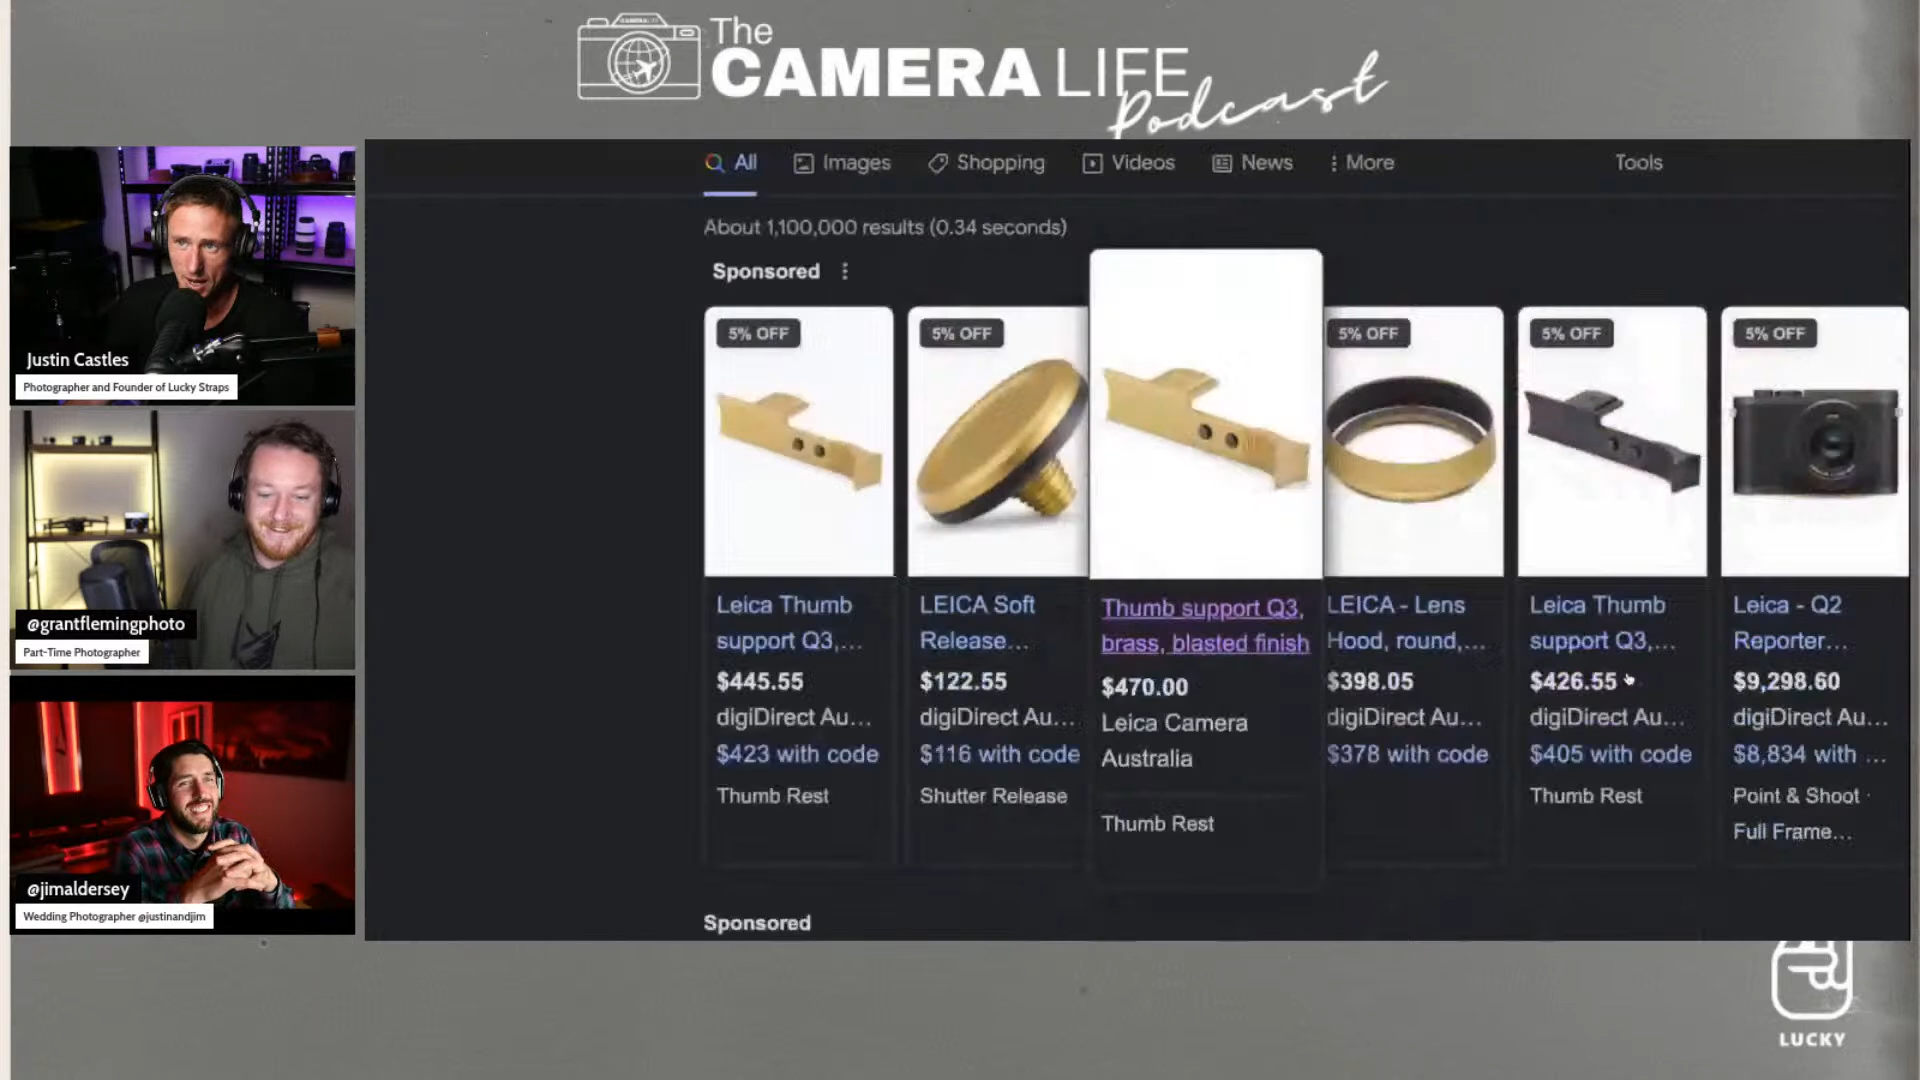 The
CAMERA LIFE
Podcast
All Images Shopping Videos News More Tools
About 1,100,000 results (0.34 seconds)
Sponsored
5% OFF
Leica Thumb
support Q3,...
$445.55
digiDirect Au...
$423 with code
Thumb Rest
5% OFF
LEICA Soft
Release...
$122.55
digiDirect Au...
$116 with code
Shutter Release
Thumb support Q3,
brass, blasted finish
$470.00
Leica Camera
Australia
Thumb Rest
5% OFF
LEICA - Lens
Hood, round,...
$398.05
digiDirect Au...
$378 with code
5% OFF
Leica Thumb
support Q3,...
$426.55
digiDirect Au...
$405 with code
Thumb Rest
5% OFF
Leica - Q2
Reporter...
$9,298.60
digiDirect Au...
$8,834 with ...
Point & Shoot ·
Full Frame...
Sponsored
Justin Castles
Photographer and Founder of Lucky Straps
@grantflemingphoto
Part-Time Photographer
@jimaldersey
Wedding Photographer @justinandjim
LUCKY